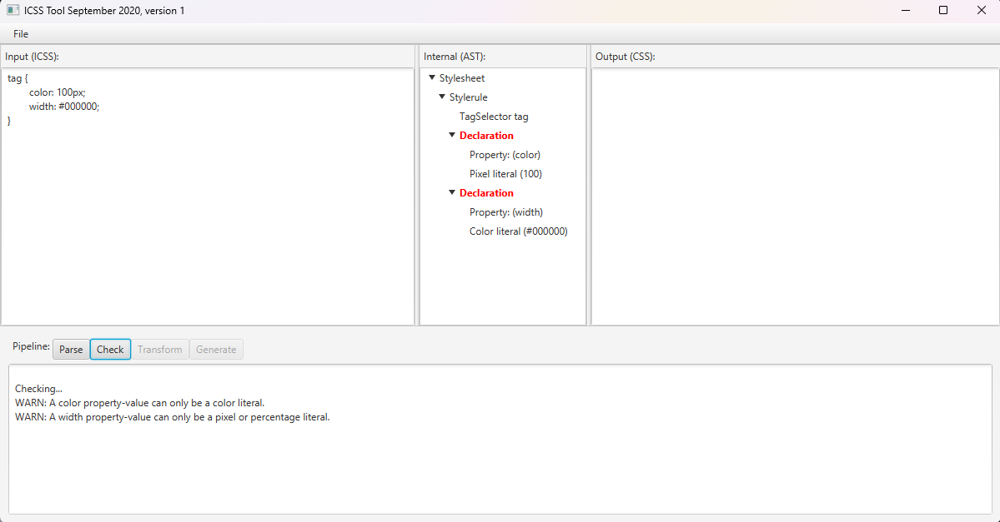 ICSS Tool September 2020, version 1
File
Input (ICSS):
tag {
color: 100px;
width: #000000;
}
Internal (AST):
Stylesheet
Stylerule
TagSelector tag
Declaration
Property: (color)
Pixel literal (100)
Declaration
Property: (width)
Color literal (#000000)
Output (CSS):
Pipeline: Parse Check Transform Generate
Checking...
WARN: A color property-value can only be a color literal.
WARN: A width property-value can only be a pixel or percentage literal.